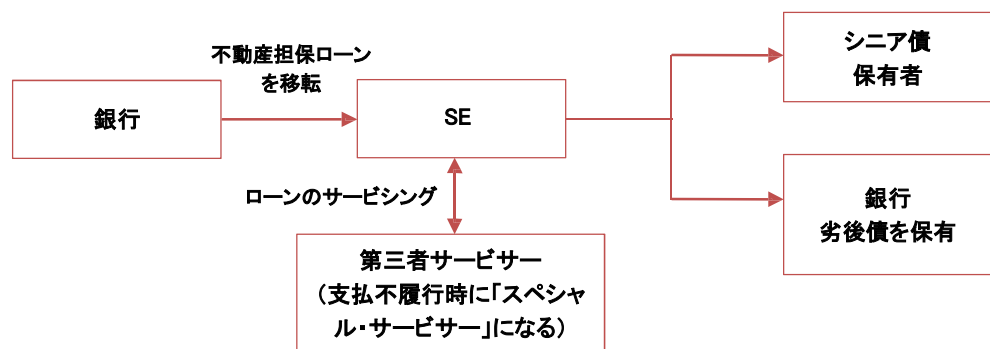 不動産担保ローン
を移転
銀行
SE
シニア債
保有者
ローンのサービシング
銀行
劣後債を保有
第三者サービサー
（支払不履行時に「スペシャ
ル・サービサー」になる）